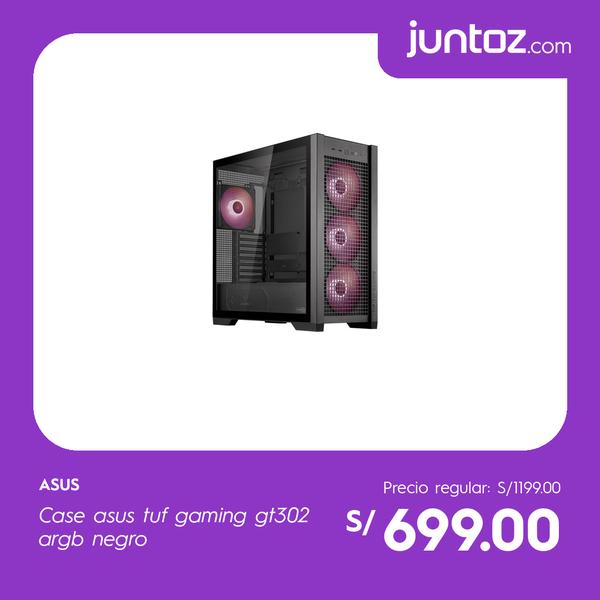 juntoz.com
ASUS
Case asus tuf gaming gt302
argb negro
Precio regular: S/1199.00
S/ 699.00